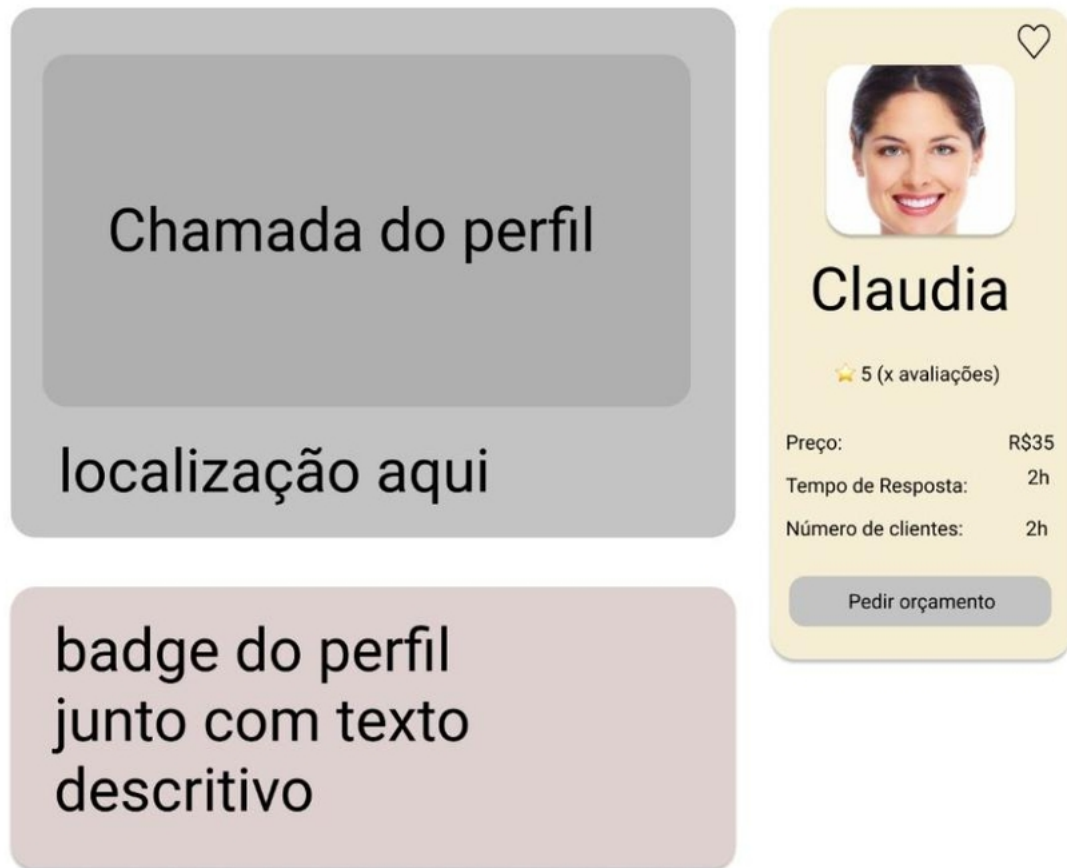 Chamada do perfil
localização aqui
badge do perfil
junto com texto
descritivo
Claudia
⭐ 5 (x avaliações)
Preço: R$35
Tempo de Resposta: 2h
Número de clientes: 2h
Pedir orçamento